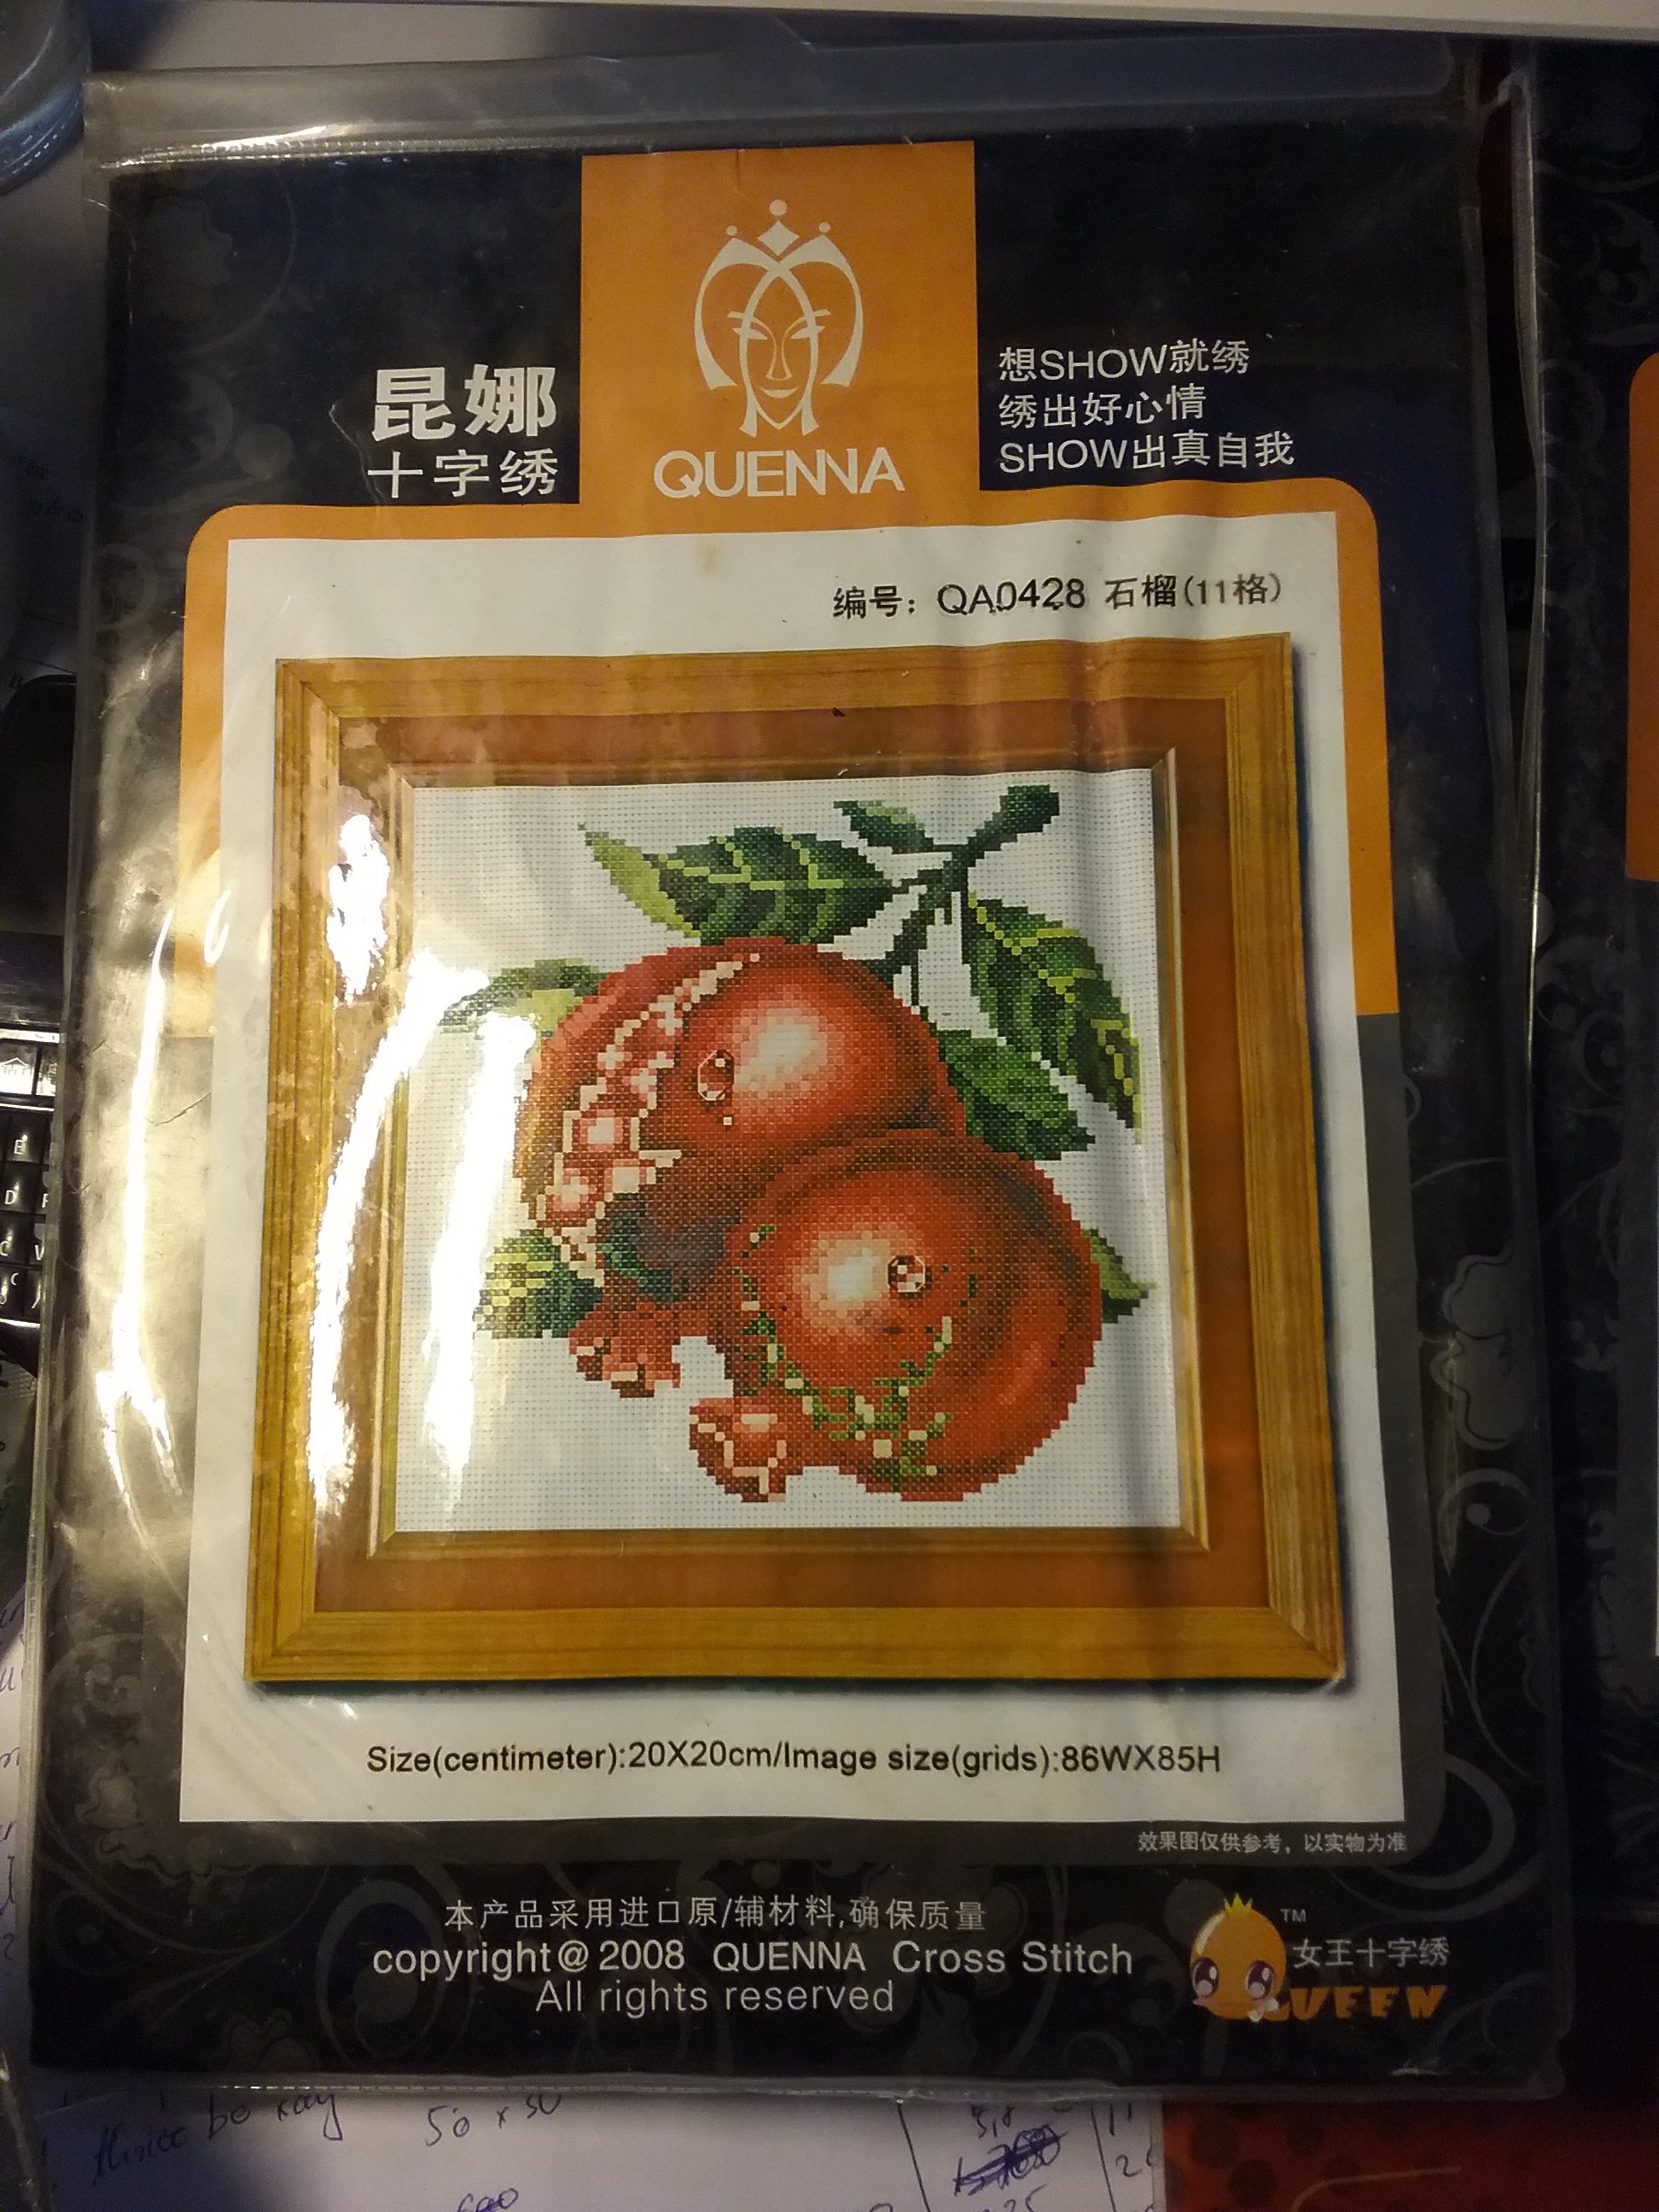 昆娜
十字绣
QUENNA
想SHOW就绣
绣出好心情
SHOW出真自我
编号：QA0428 石榴(11格)
Size(centimeter):20X20cm/Image size(grids):86WX85H
效果图仅供参考，以实物为准
本产品采用进口原/辅材料,确保质量
copyright@2008 QUENNA Cross Stitch
All rights reserved
TM
女王十字绣
QUEEN
50 x 50